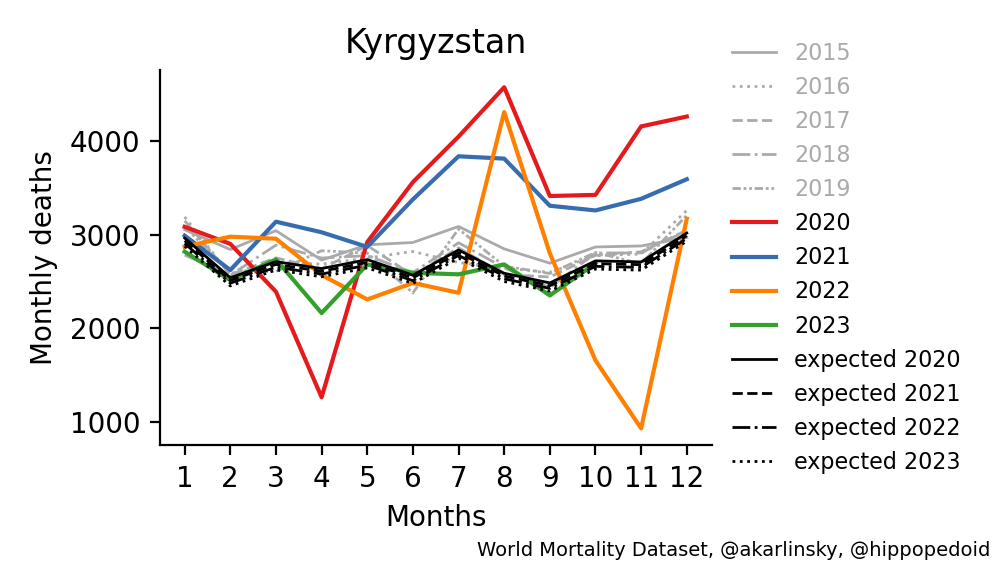 Kyrgyzstan
Monthly deaths
4000
3000
2000
1000
1 2 3 4 5 6 7 8 9 10 11 12
Months
2015
2016
2017
2018
2019
2020
2021
2022
2023
expected 2020
expected 2021
expected 2022
expected 2023
World Mortality Dataset, @akarlinsky, @hippopedoid